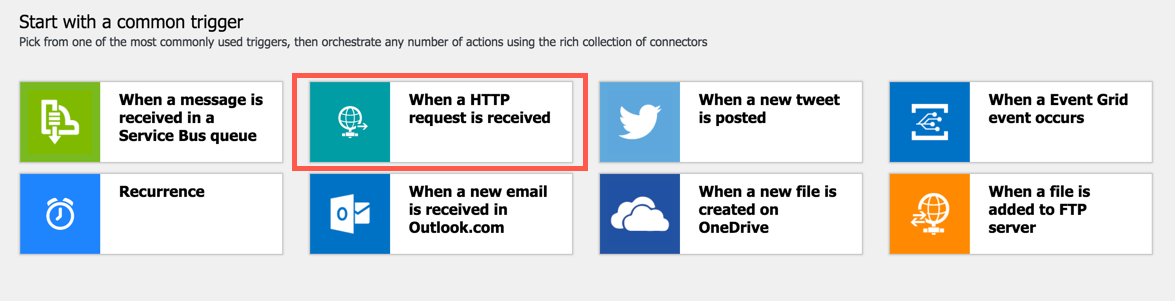 Start with a common trigger
Pick from one of the most commonly used triggers, then orchestrate any number of actions using the rich collection of connectors
When a message is
received in a
Service Bus queue
When a HTTP
request is received
When a new tweet
is posted
When a Event Grid
event occurs
Recurrence
When a new email
is received in
Outlook.com
When a new file is
created on
OneDrive
When a file is
added to FTP
server